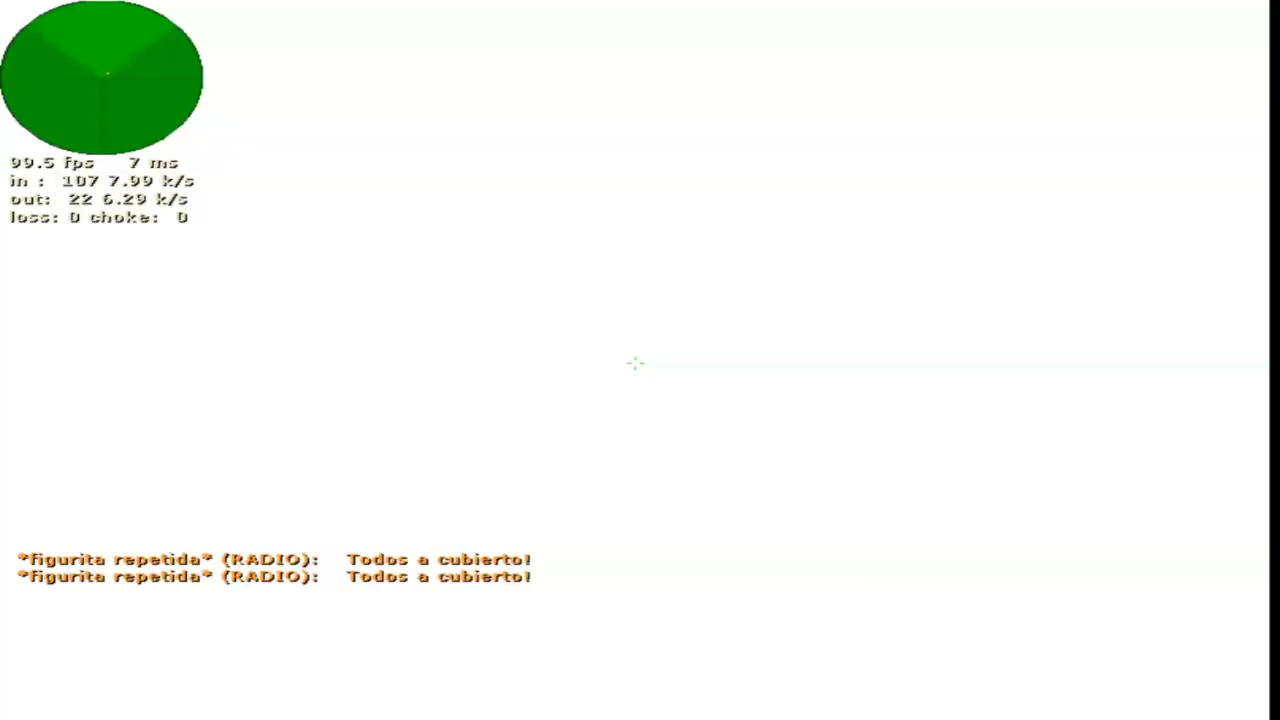 99.5 fps 7 ms
in : 107 7.99 k/s
out: 22 6.29 k/s
loss: 0 choke: 0
*figurita repetida* (RADIO): Todos a cubierto!
*figurita repetida* (RADIO): Todos a cubierto!